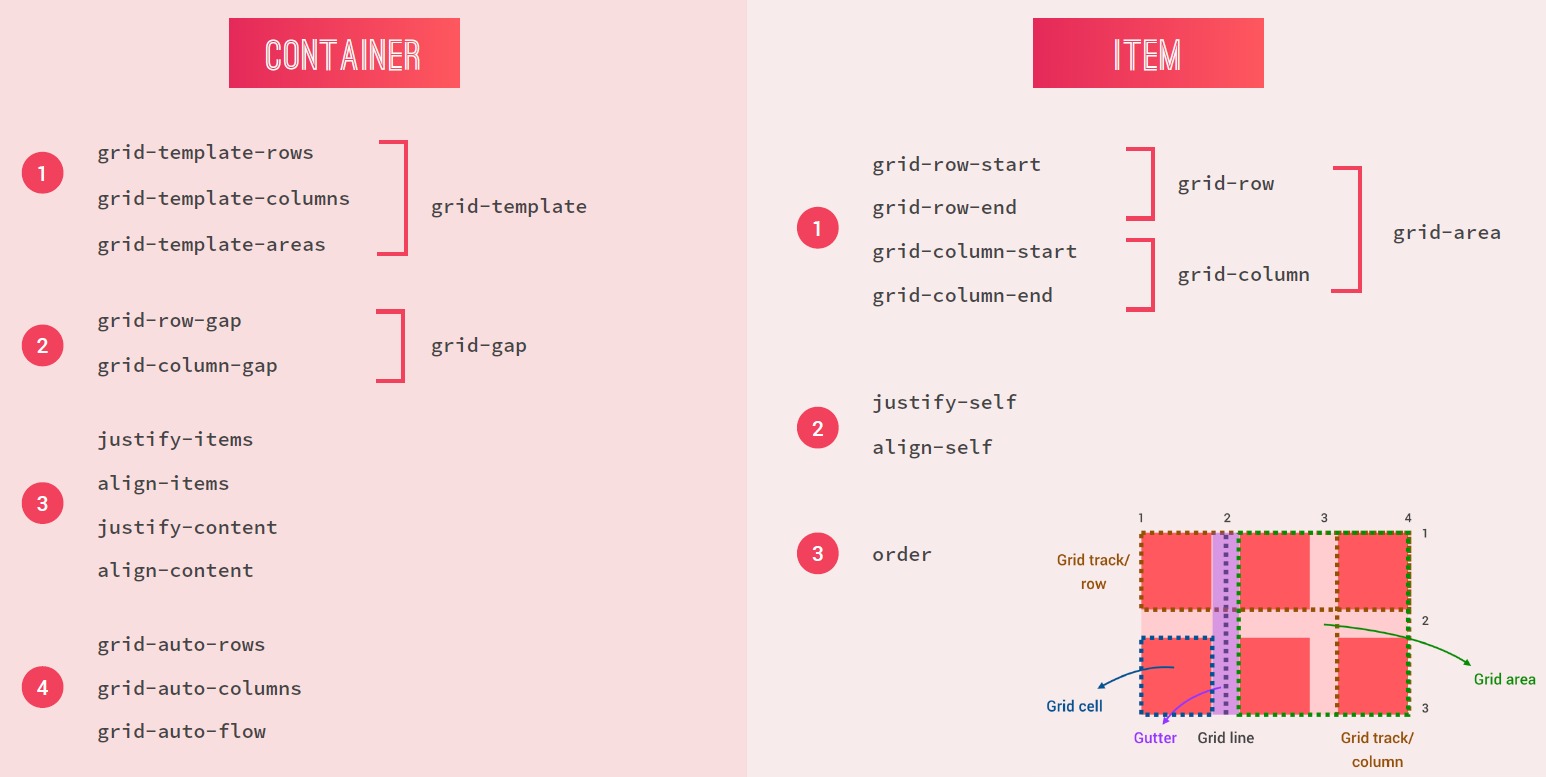 CONTAINER
1
grid-template-rows
grid-template-columns
grid-template-areas
grid-template
2
grid-row-gap
grid-column-gap
grid-gap
3
justify-items
align-items
justify-content
align-content
4
grid-auto-rows
grid-auto-columns
grid-auto-flow
ITEM
1
grid-row-start
grid-row-end
grid-column-start
grid-column-end
grid-row
grid-column
grid-area
2
justify-self
align-self
3
order
1 2 3 4
1
Grid track/
row
2
Grid area
Grid cell
3
Gutter
Grid line
Grid track/
column